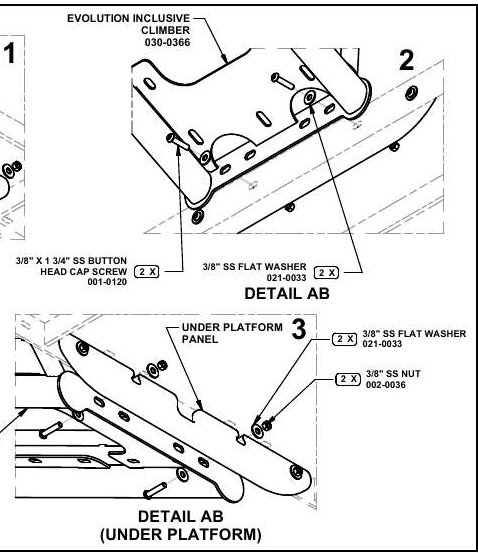 EVOLUTION INCLUSIVE
CLIMBER
030-0366
1
2
3/8" X 1 3/4" SS BUTTON
HEAD CAP SCREW
001-0120
2 X
3/8" SS FLAT WASHER
021-0033
2 X
DETAIL AB
UNDER PLATFORM
PANEL
3
2 X
3/8" SS FLAT WASHER
021-0033
2 X
3/8" SS NUT
002-0036
DETAIL AB
(UNDER PLATFORM)